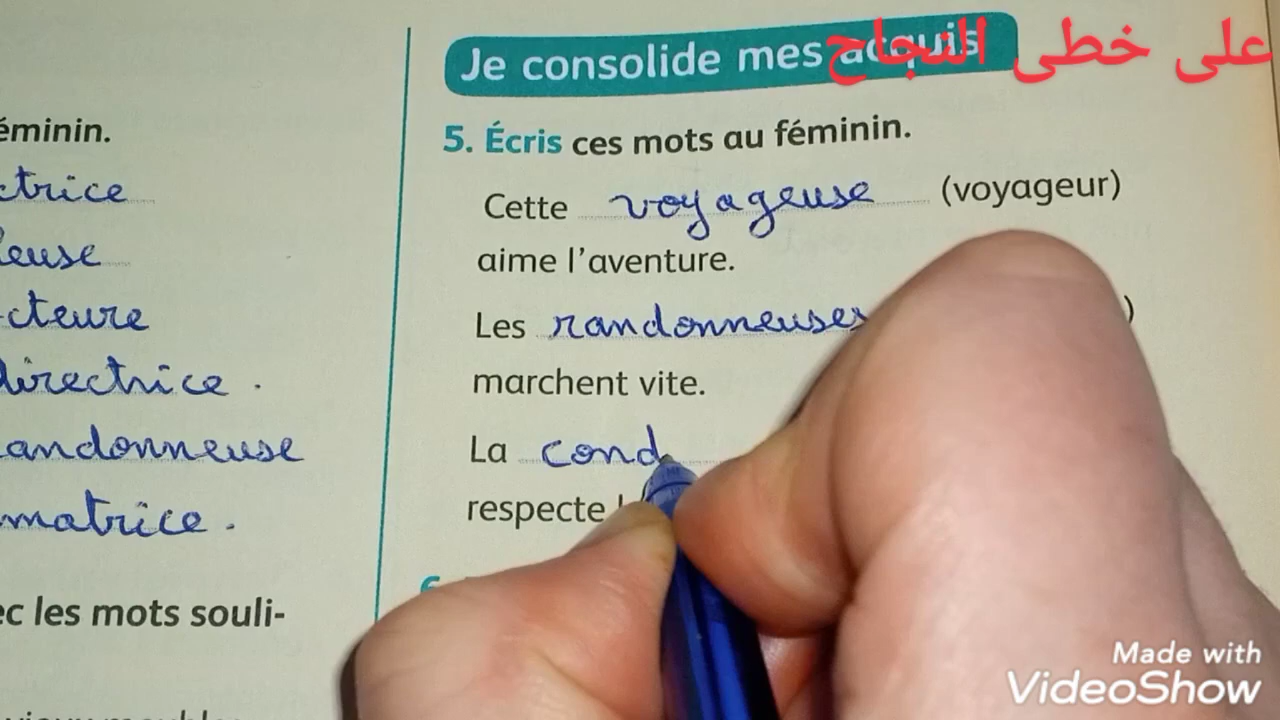 على خطى النجاح
éminin.
ctrice
euse
cteure
directrice .
andonneuse
matrice .
ec les mots souli-
Je consolide mes acquis
5. Écris ces mots au féminin.
Cette voyageuse (voyageur)
aime l'aventure.
Les randonneuses )
marchent vite.
La cond
respecte
Made with
VideoShow